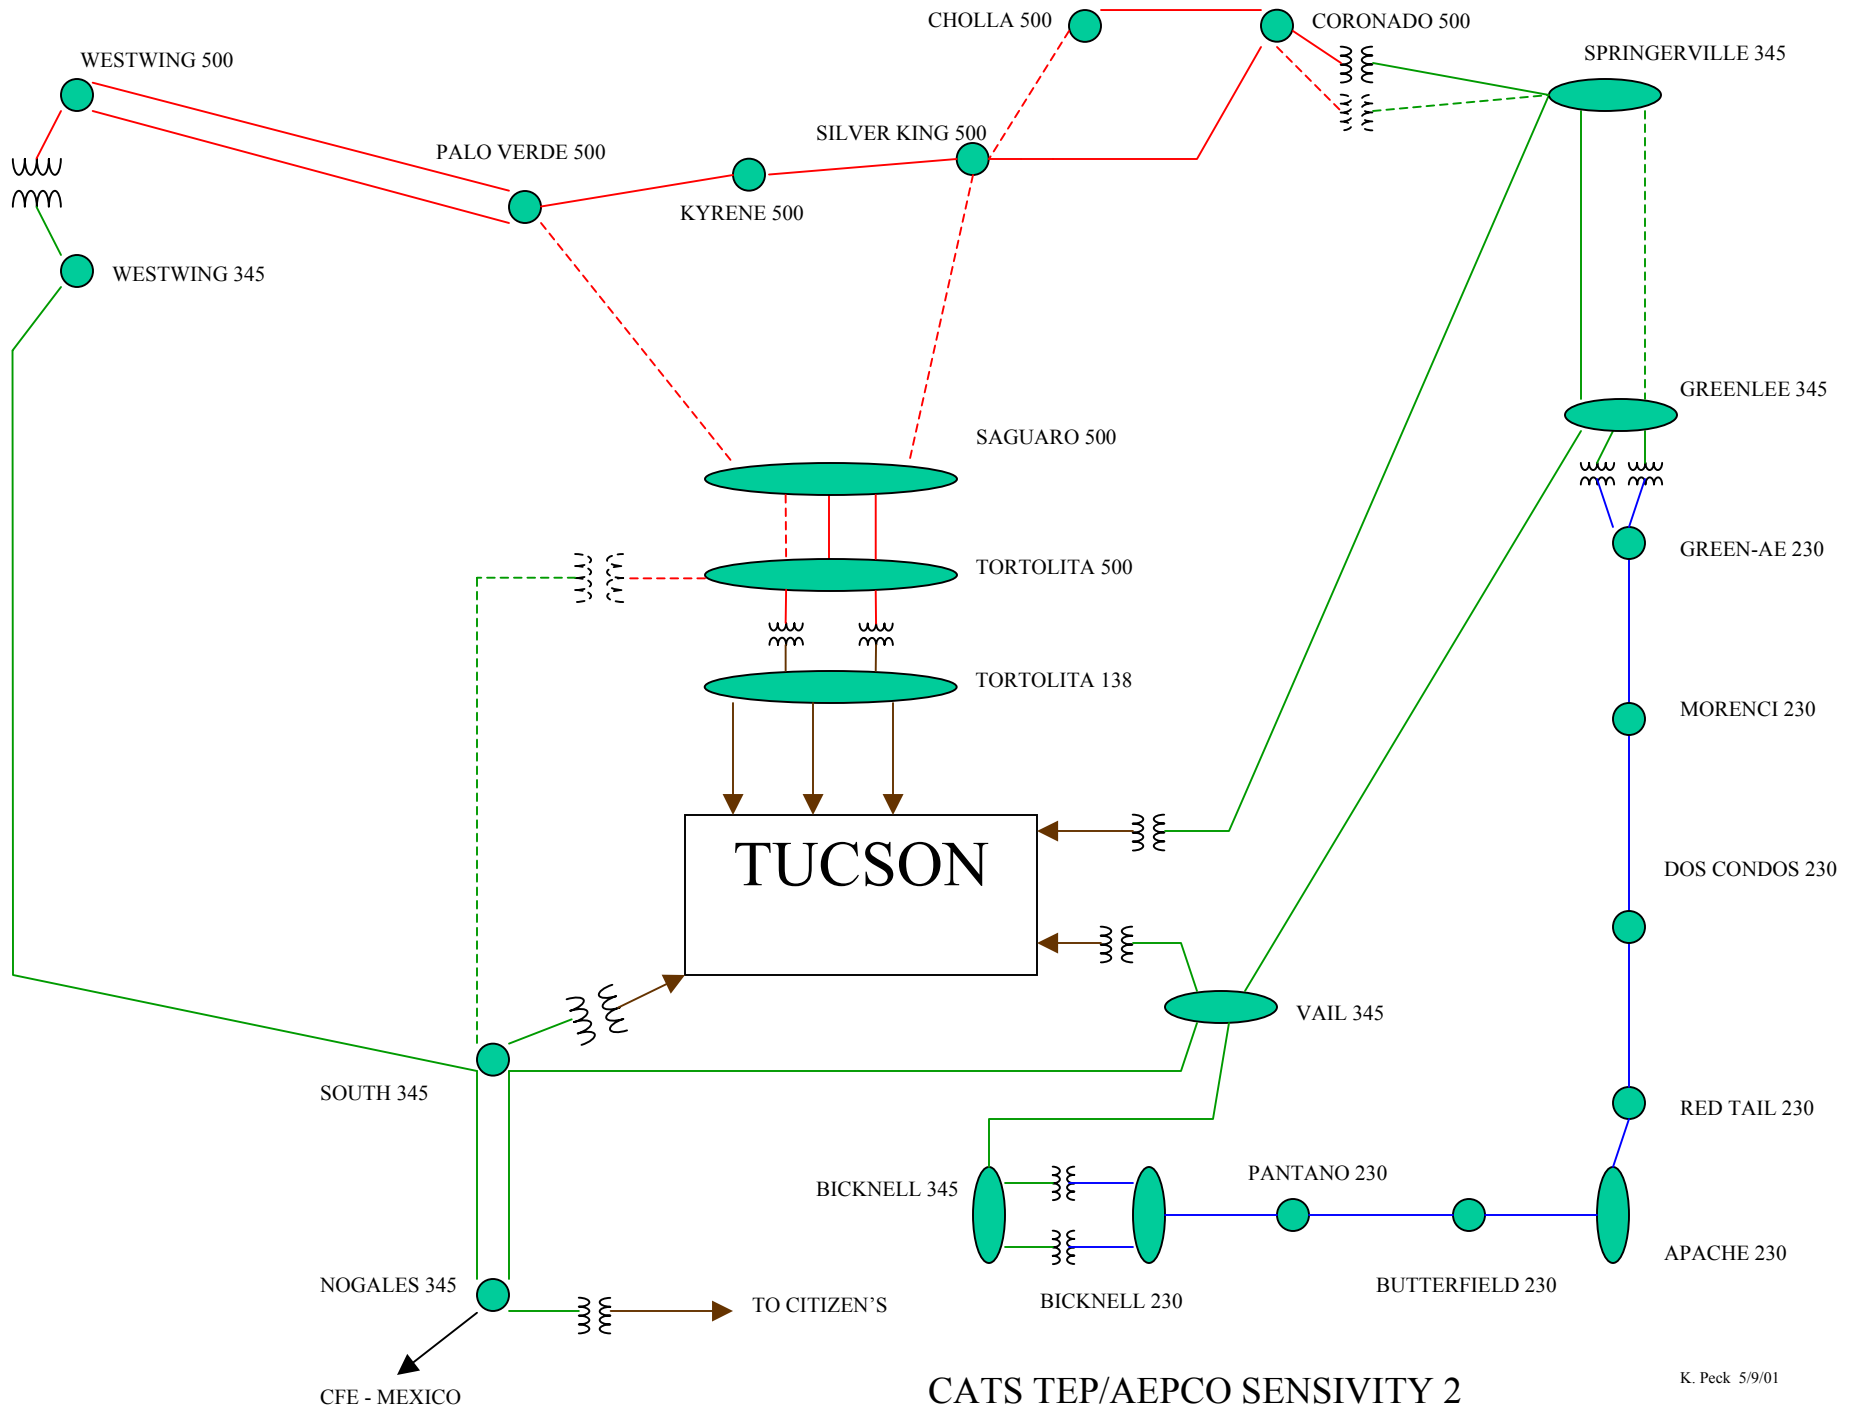 CHOLLA 500
CORONADO 500
WESTWING 500
SPRINGERVILLE 345
SILVER KING 500
PALO VERDE 500
KYRENE 500
WESTWING 345
GREENLEE 345
SAGUARO 500
GREEN-AE 230
TORTOLITA 500
TORTOLITA 138
MORENCI 230
TUCSON
DOS CONDOS 230
VAIL 345
SOUTH 345
RED TAIL 230
PANTANO 230
BICKNELL 345
APACHE 230
NOGALES 345
BUTTERFIELD 230
TO CITIZEN'S
BICKNELL 230
CFE - MEXICO
CATS TEP/AEPCO SENSIVITY 2
K. Peck 5/9/01